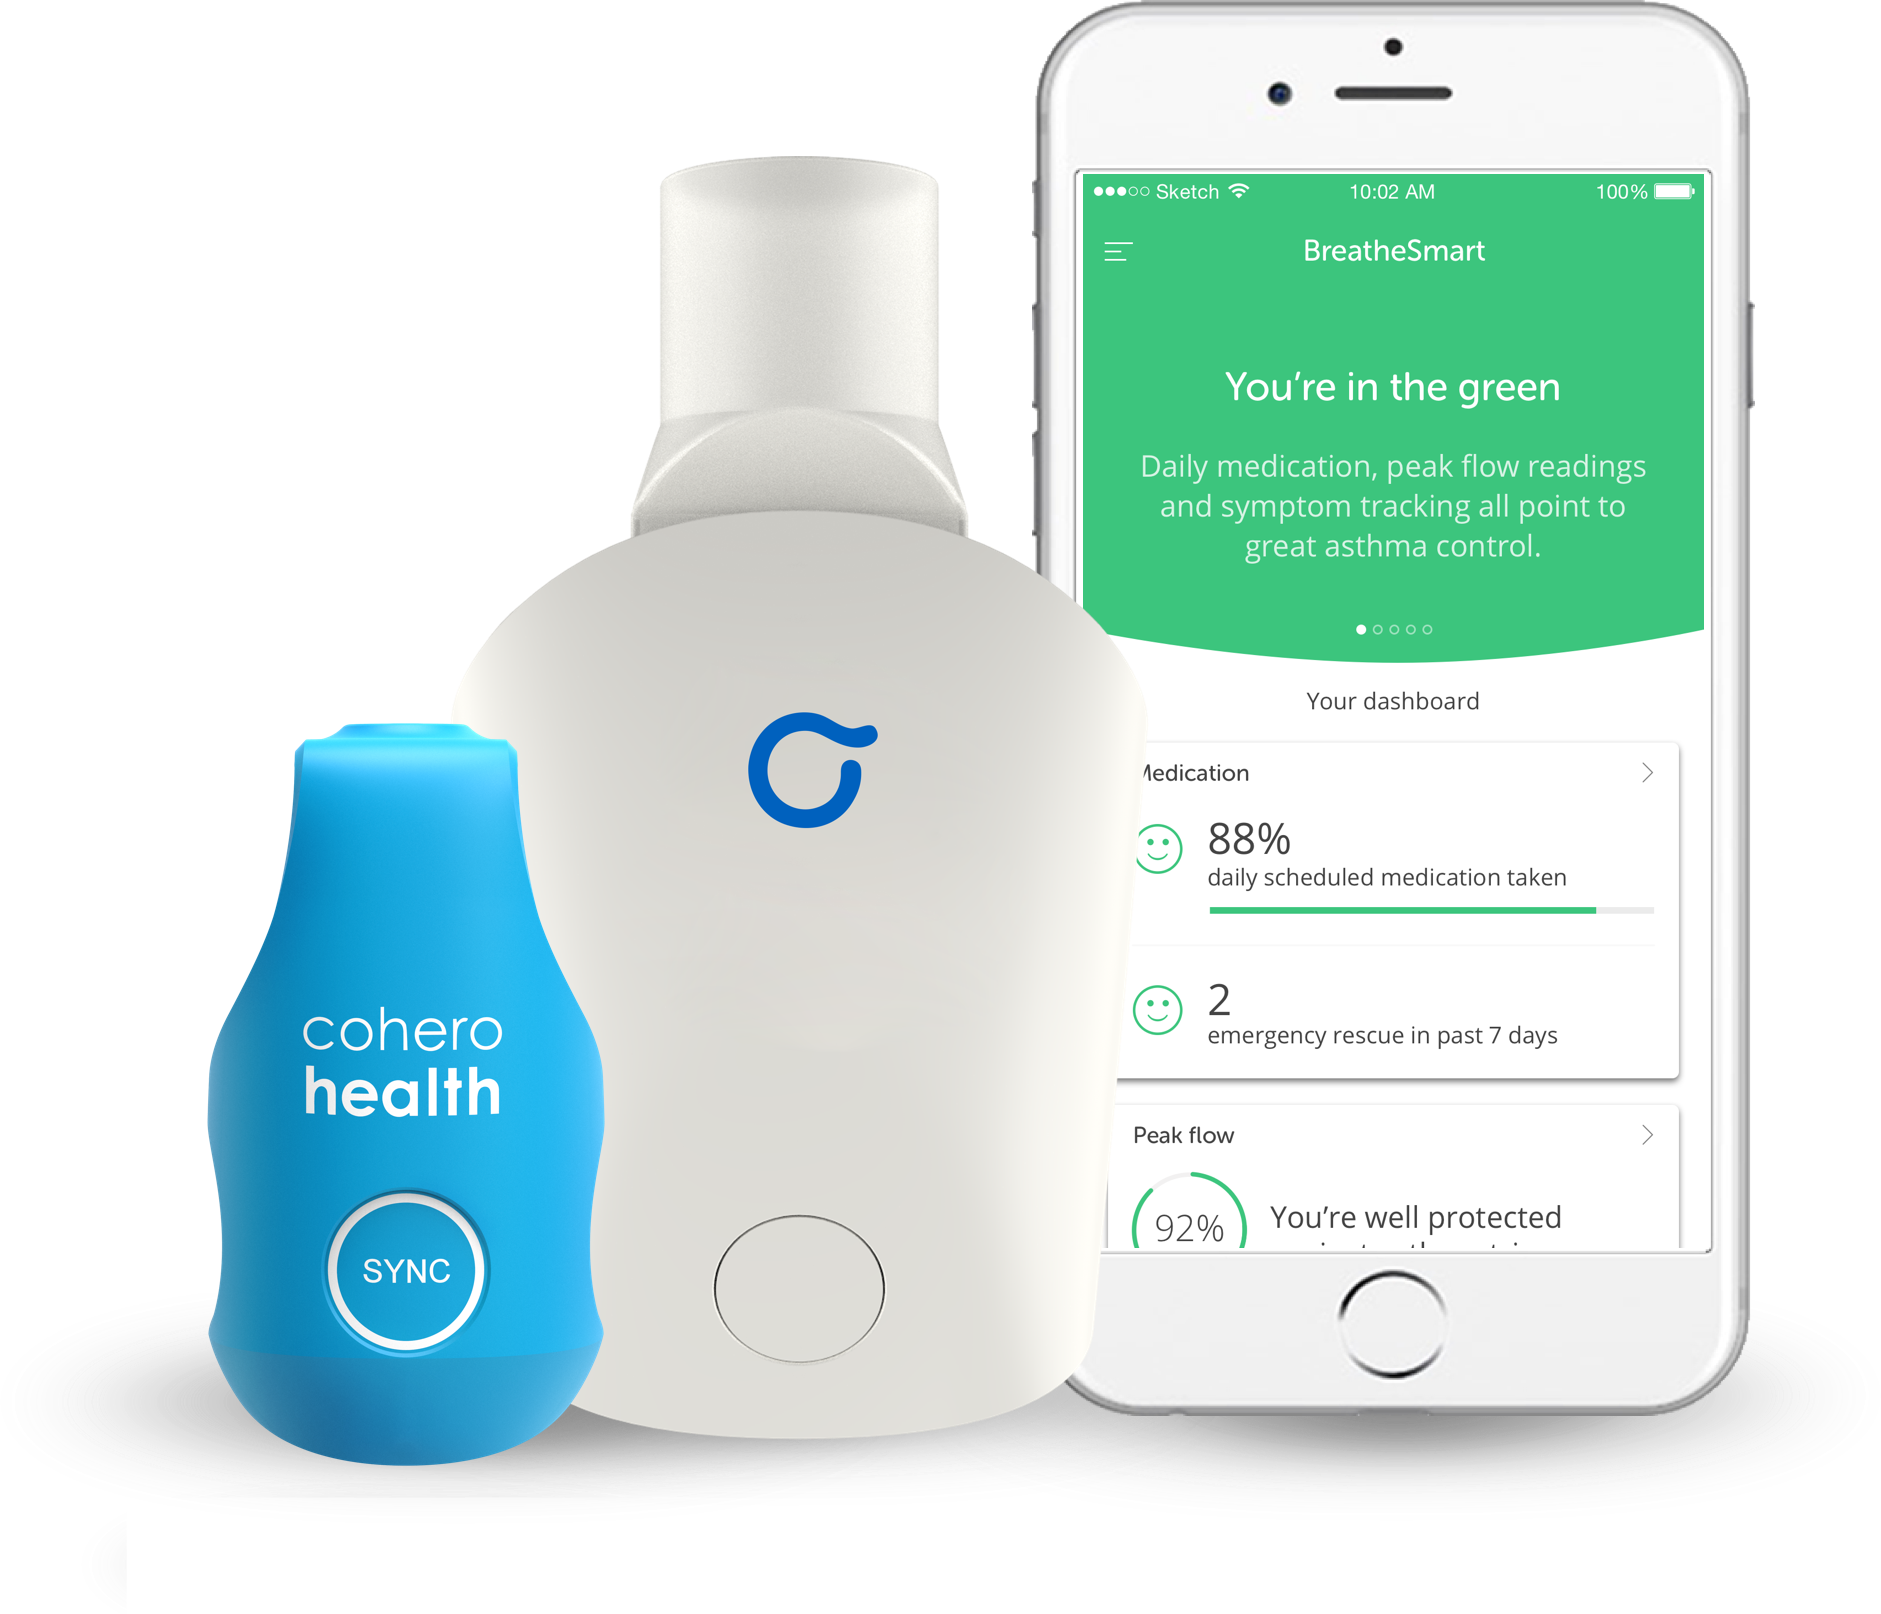 Sketch 10:02 AM 100%
BreatheSmart
You're in the green
Daily medication, peak flow readings
and symptom tracking all point to
great asthma control.
Your dashboard
Medication
88%
daily scheduled medication taken
2
emergency rescue in past 7 days
Peak flow
92%
You're well protected
cohero
health
SYNC